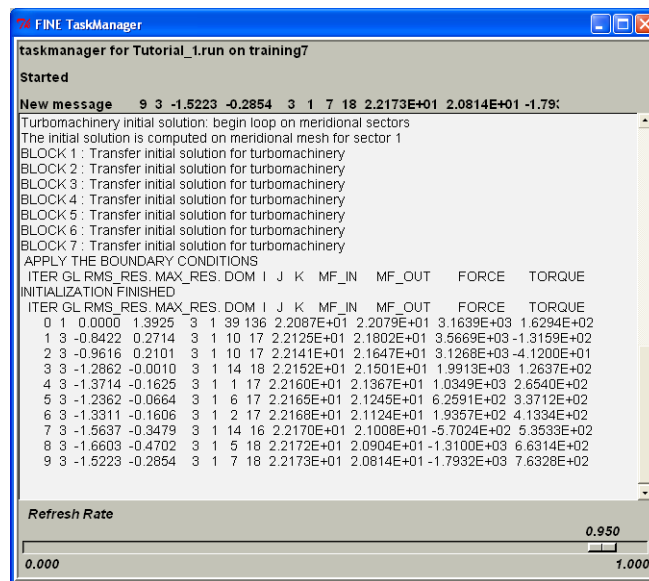 FINE TaskManager
taskmanager for Tutorial_1.run on training7
Started
New message 9 3 -1.5223 -0.2854 3 1 7 18 2.2173E+01 2.0814E+01 -1.793
Turbomachinery initial solution: begin loop on meridional sectors
The initial solution is computed on meridional mesh for sector 1
BLOCK 1 : Transfer initial solution for turbomachinery
BLOCK 2 : Transfer initial solution for turbomachinery
BLOCK 3 : Transfer initial solution for turbomachinery
BLOCK 4 : Transfer initial solution for turbomachinery
BLOCK 5 : Transfer initial solution for turbomachinery
BLOCK 6 : Transfer initial solution for turbomachinery
BLOCK 7 : Transfer initial solution for turbomachinery
APPLY THE BOUNDARY CONDITIONS
ITER GL RMS_RES. MAX_RES. DOM I J K MF_IN MF_OUT FORCE TORQUE
INITIALIZATION FINISHED
ITER GL RMS_RES. MAX_RES. DOM I J K MF_IN MF_OUT FORCE TORQUE
0 1 0.0000 1.3925 3 1 39 136 2.2087E+01 2.2079E+01 3.1639E+03 1.6294E+02
1 3 -0.8422 0.2714 3 1 10 17 2.2125E+01 2.1802E+01 3.5669E+03 -1.3159E+02
2 3 -0.9616 0.2101 3 1 10 17 2.2141E+01 2.1647E+01 3.1268E+03 -4.1200E+01
3 3 -1.2862 -0.0010 3 1 14 18 2.2152E+01 2.1501E+01 1.9913E+03 1.2637E+02
4 3 -1.3714 -0.1625 3 1 1 17 2.2160E+01 2.1367E+01 1.0349E+03 2.6540E+02
5 3 -1.2362 -0.0664 3 1 6 17 2.2165E+01 2.1245E+01 6.2591E+02 3.3712E+02
6 3 -1.3311 -0.1606 3 1 2 17 2.2168E+01 2.1124E+01 1.9357E+02 4.1334E+02
7 3 -1.5637 -0.3479 3 1 14 16 2.2170E+01 2.1008E+01 -5.7024E+02 5.3533E+02
8 3 -1.6603 -0.4702 3 1 5 18 2.2172E+01 2.0904E+01 -1.3100E+03 6.6314E+02
9 3 -1.5223 -0.2854 3 1 7 18 2.2173E+01 2.0814E+01 -1.7932E+03 7.6328E+02
Refresh Rate
0.950
0.000 1.000